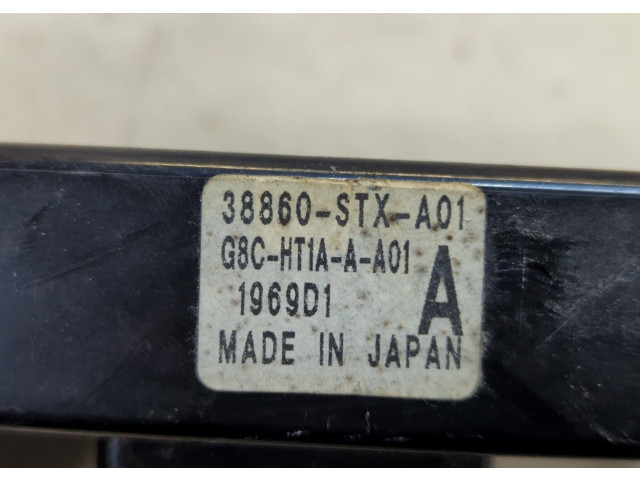 38860-STX-A01
G8C-HT1A-A-A01
1969D1 A
MADE IN JAPAN